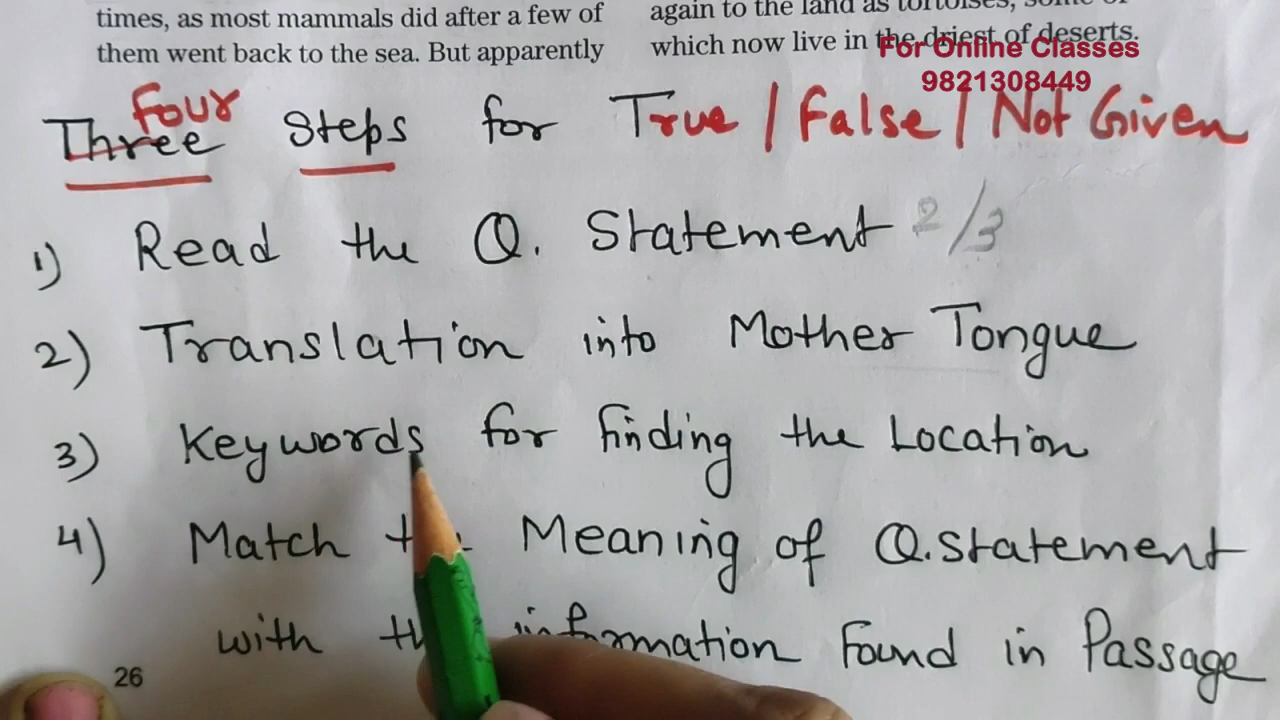 times, as most mammals did after a few of
them went back to the sea. But apparently
again to the land as tortoises, some of
which now live in the driest of deserts.
For Online Classes
9821308449
Four
Three Steps for True / False / Not Given
1) Read the Q. Statement 2/3
2) Translation into Mother Tongue
3) Keywords for finding the Location
4) Match the Meaning of Q.statement
with the information found in Passage
26